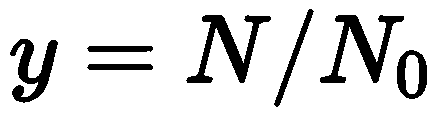 y = N/N₀